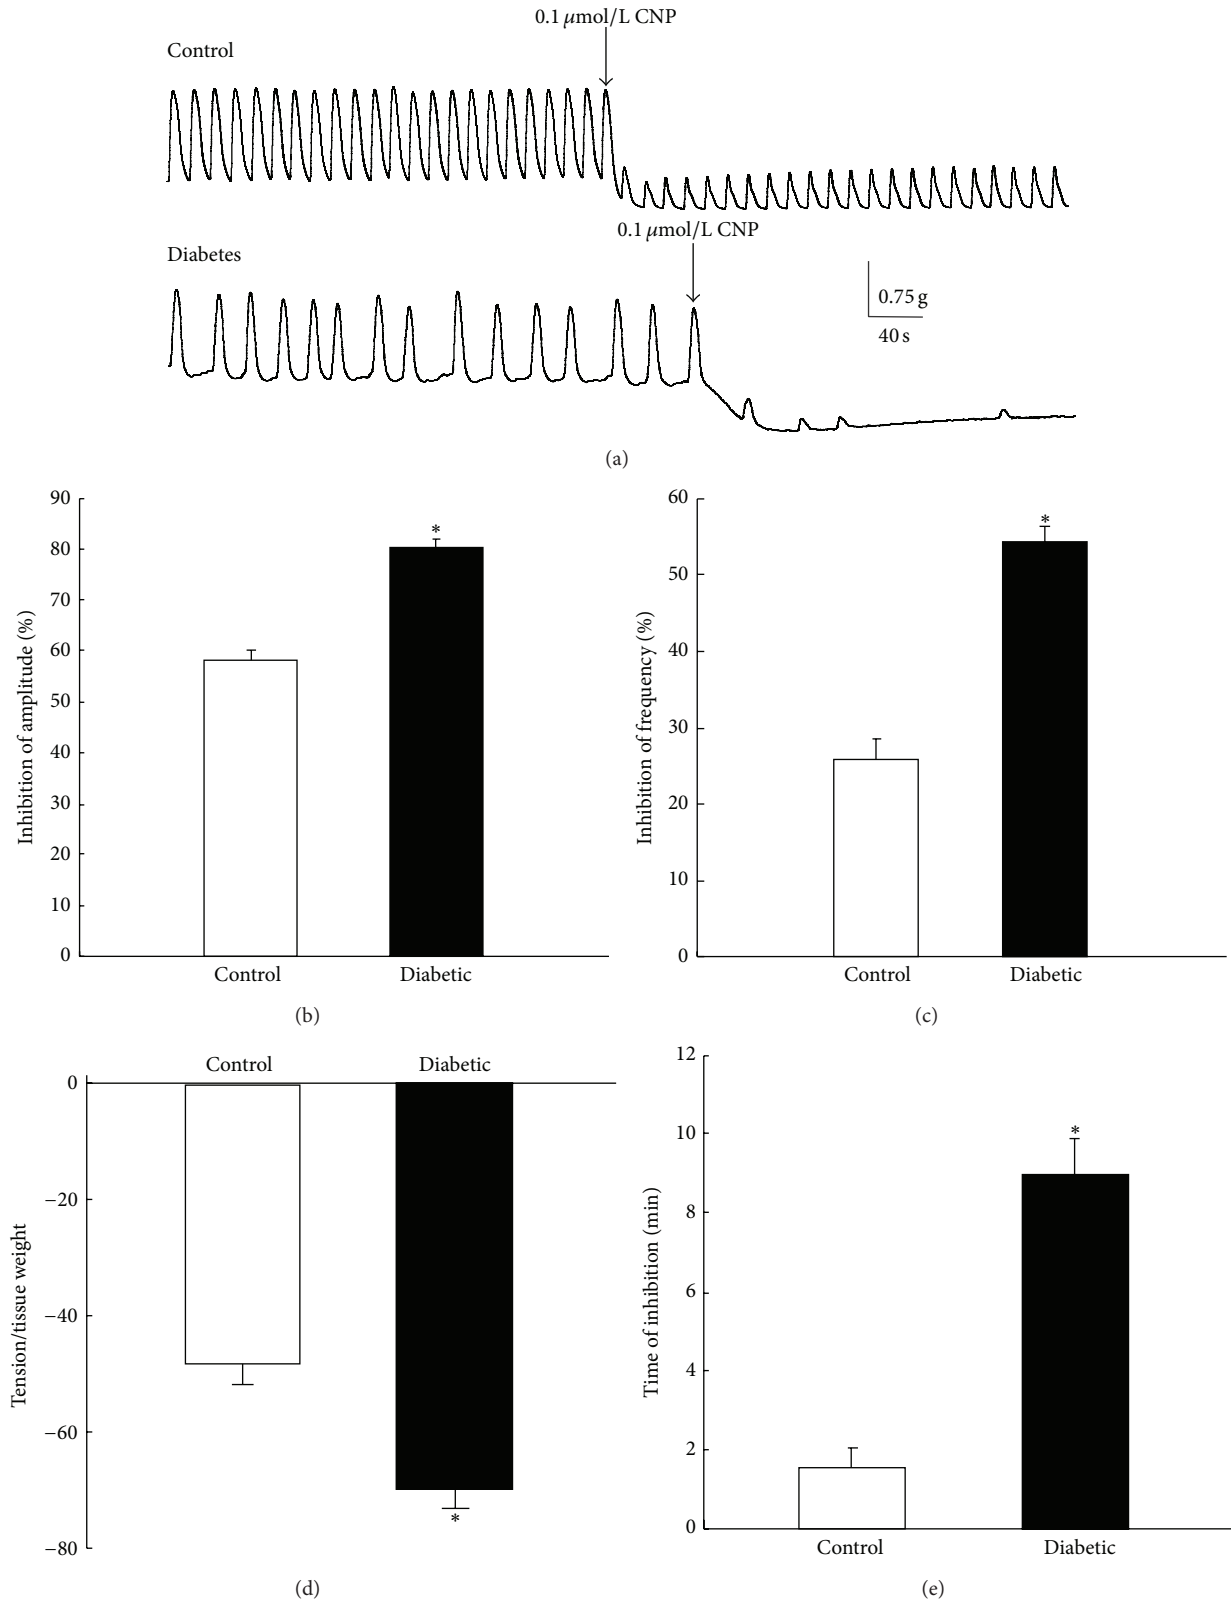 0.1 μmol/L CNP
Control
0.1 μmol/L CNP
Diabetes
0.75 g
40 s
(a)
90
80
70
60
50
40
30
20
10
0
Inhibition of amplitude (%)
*
Control
Diabetic
(b)
60
50
40
30
20
10
0
Inhibition of frequency (%)
*
Control
Diabetic
(c)
Control
Diabetic
0
−20
−40
−60
−80
Tension/tissue weight
*
(d)
12
10
8
6
4
2
0
Time of inhibition (min)
*
Control
Diabetic
(e)